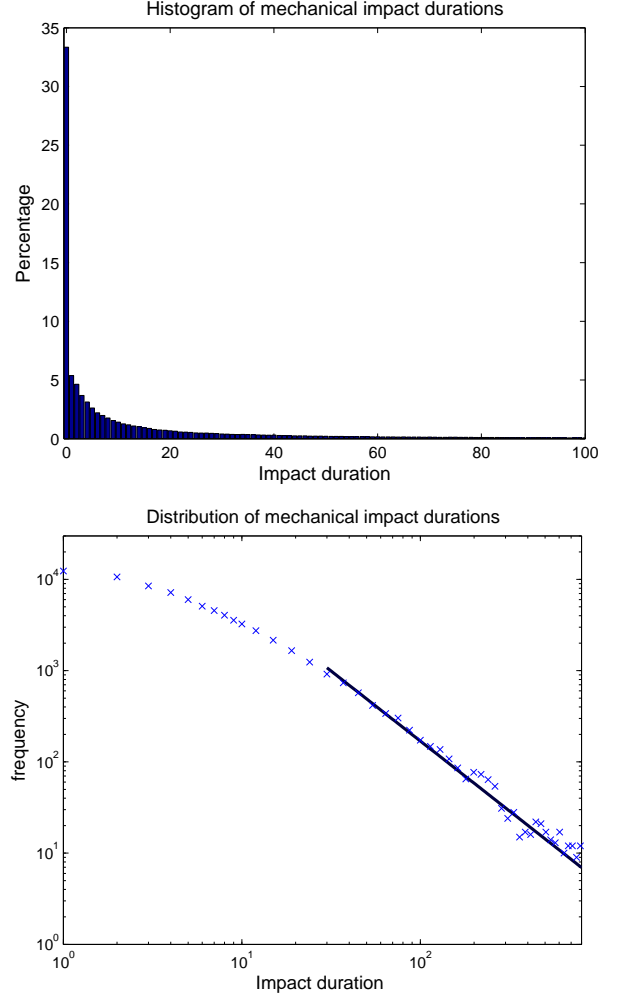 Histogram of mechanical impact durations
35
30
25
20
15
10
5
0
Percentage
0 20 40 60 80 100
Impact duration
Distribution of mechanical impact durations
10^4
10^3
10^2
10^1
10^0
frequency
10^0 10^1 10^2
Impact duration